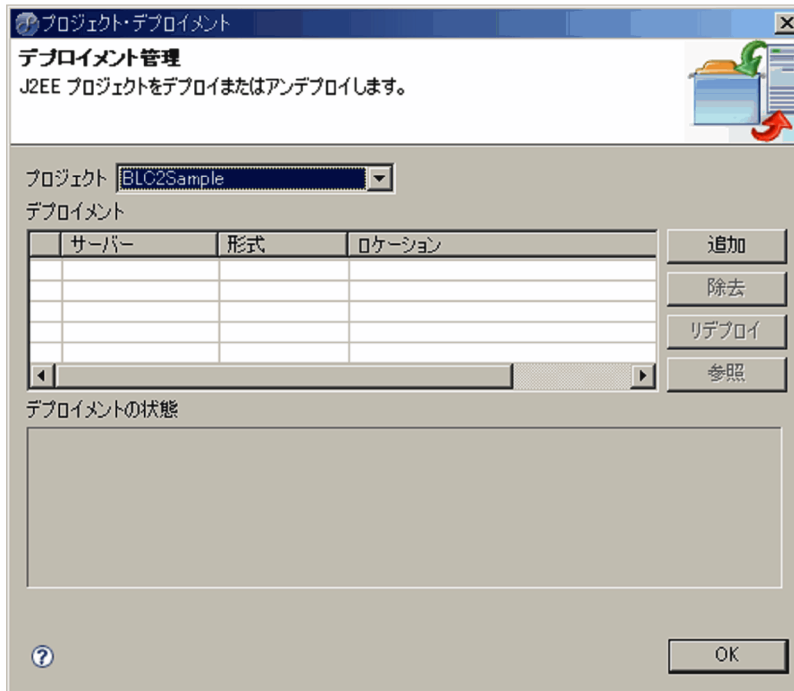 プロジェクト・デプロイメント
デプロイメント管理
J2EE プロジェクトをデプロイまたはアンデプロイします。
プロジェクト BLC2Sample
デプロイメント
サーバー 形式 ロケーション
追加
除去
リデプロイ
参照
デプロイメントの状態
OK